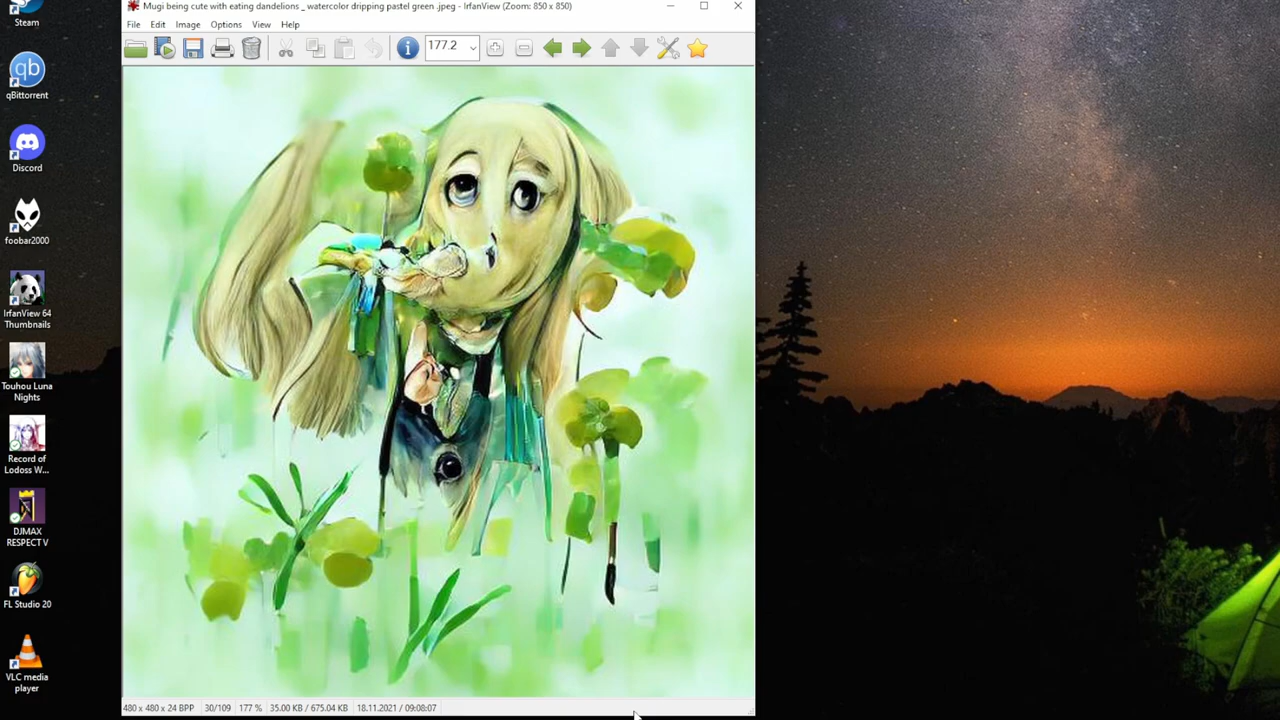 Steam
qBittorrent
Discord
foobar2000
IrfanView 64
Thumbnails
Touhou Luna
Nights
Record of
Lodoss W...
DJMAX
RESPECT V
FL Studio 20
VLC media
player
Mugi being cute with eating dandelions _ watercolor dripping pastel green .jpeg - IrfanView (Zoom: 850 x 850)
File Edit Image Options View Help
177.2
480 x 480 x 24 BPP 30/109 177 % 35.00 KB / 675.04 KB 18.11.2021 / 09:08:07